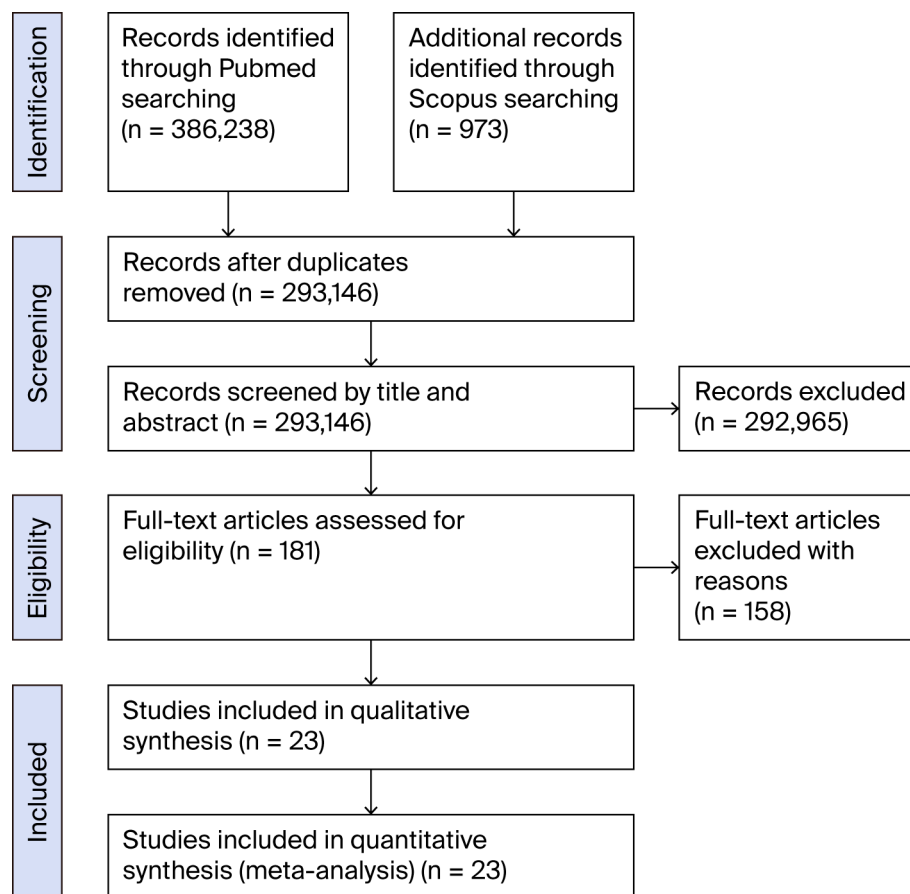 Identification
Records identified
through Pubmed
searching
(n = 386,238)
Additional records
identified through
Scopus searching
(n = 973)
Screening
Records after duplicates
removed (n = 293,146)
Records screened by title and
abstract (n = 293,146)
Records excluded
(n = 292,965)
Eligibility
Full-text articles assessed for
eligibility (n = 181)
Full-text articles
excluded with
reasons
(n = 158)
Included
Studies included in qualitative
synthesis (n = 23)
Studies included in quantitative
synthesis (meta-analysis) (n = 23)